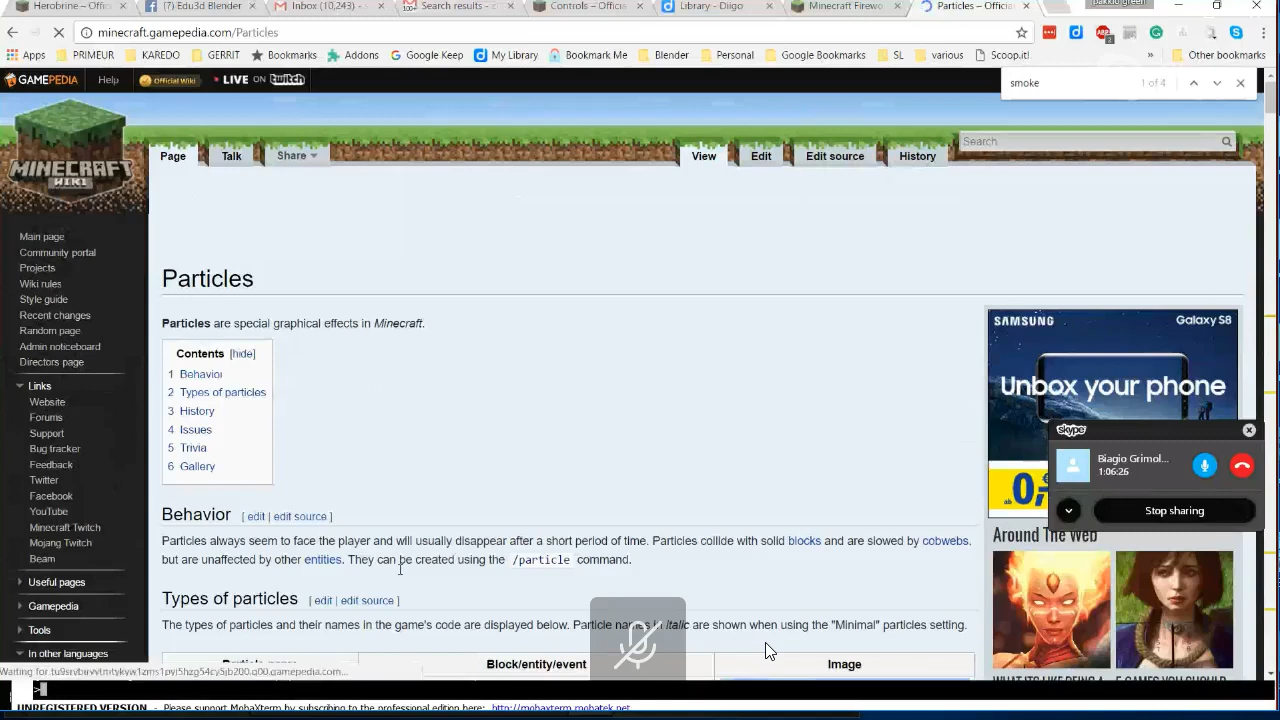 Herobrine – Officia
Edu3d Blender
Inbox (10,243)
Search results - c
Controls – Officia
Library - Diigo
Minecraft Firewo
Particles – Officia
minecraft.gamepedia.com/Particles
Apps
PRIMEUR
KAREDO
GERRIT
Bookmarks
Addons
Google Keep
My Library
Bookmark Me
Blender
Personal
Google Bookmarks
SL
various
Scoop.it!
»
Other bookmarks
GAMEPEDIA
Help
Official Wiki
LIVE ON twitch
smoke
1 of 4
MINECRAFT
WIKI
Page
Talk
Share
View
Edit
Edit source
History
Search
Main page
Community portal
Projects
Wiki rules
Style guide
Recent changes
Random page
Admin noticeboard
Directors page
Links
Website
Forums
Support
Bug tracker
Feedback
Twitter
Facebook
YouTube
Minecraft Twitch
Mojang Twitch
Beam
Useful pages
Gamepedia
Tools
In other languages
Particles
Particles are special graphical effects in Minecraft.
Contents [hide]
1 Behavior
2 Types of particles
3 History
4 Issues
5 Trivia
6 Gallery
Behavior [ edit | edit source ]
Particles always seem to face the player and will usually disappear after a short period of time. Particles collide with solid blocks and are slowed by cobwebs,
but are unaffected by other entities. They can be created using the /particle command.
Types of particles [ edit | edit source ]
The types of particles and their names in the game's code are displayed below. Particle names in italic are shown when using the "Minimal" particles setting.
Block/entity/event
Image
SAMSUNG
Galaxy S8
Unbox your phone
skype
Biagio Grimol...
1:06:26
Stop sharing
Around The Web
>
UNREGISTERED VERSION - Please support MobaXterm by subscribing to the professional edition here: http://mobaxterm.mobatek.net